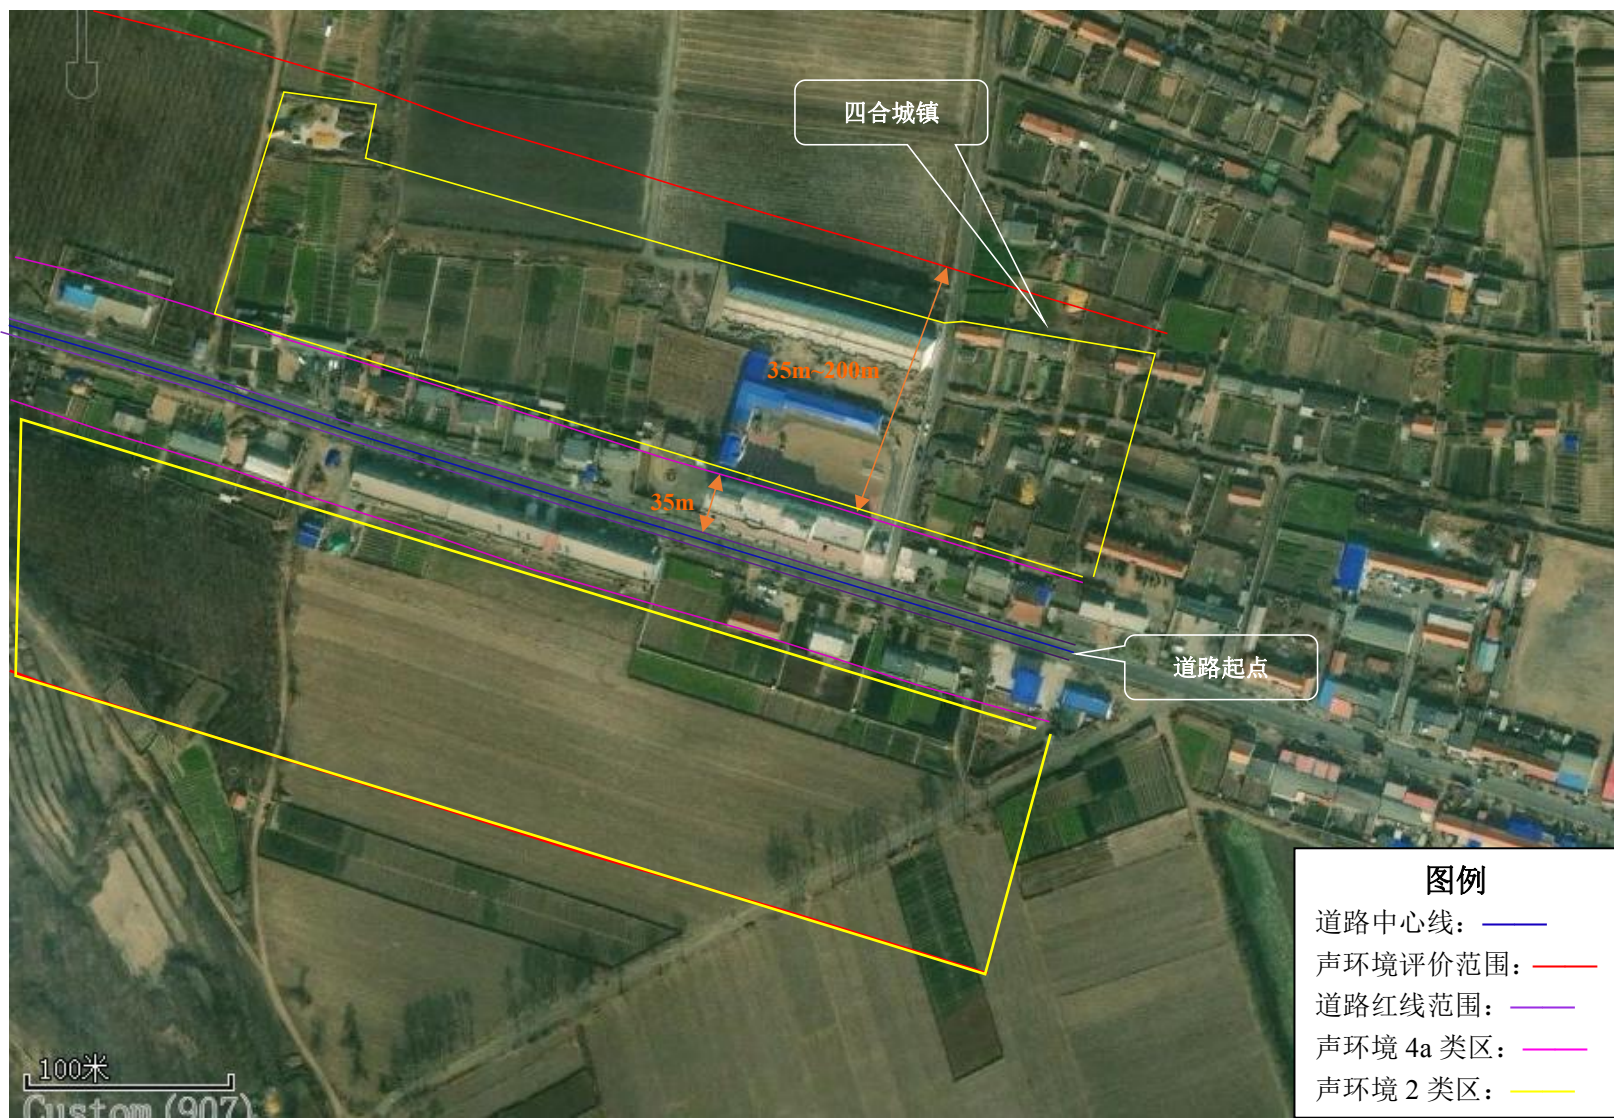 四合城镇
35m~200m
35m
道路起点
图例
道路中心线：
声环境评价范围：
道路红线范围：
声环境 4a 类区：
声环境 2 类区：
100米
Custom (907)